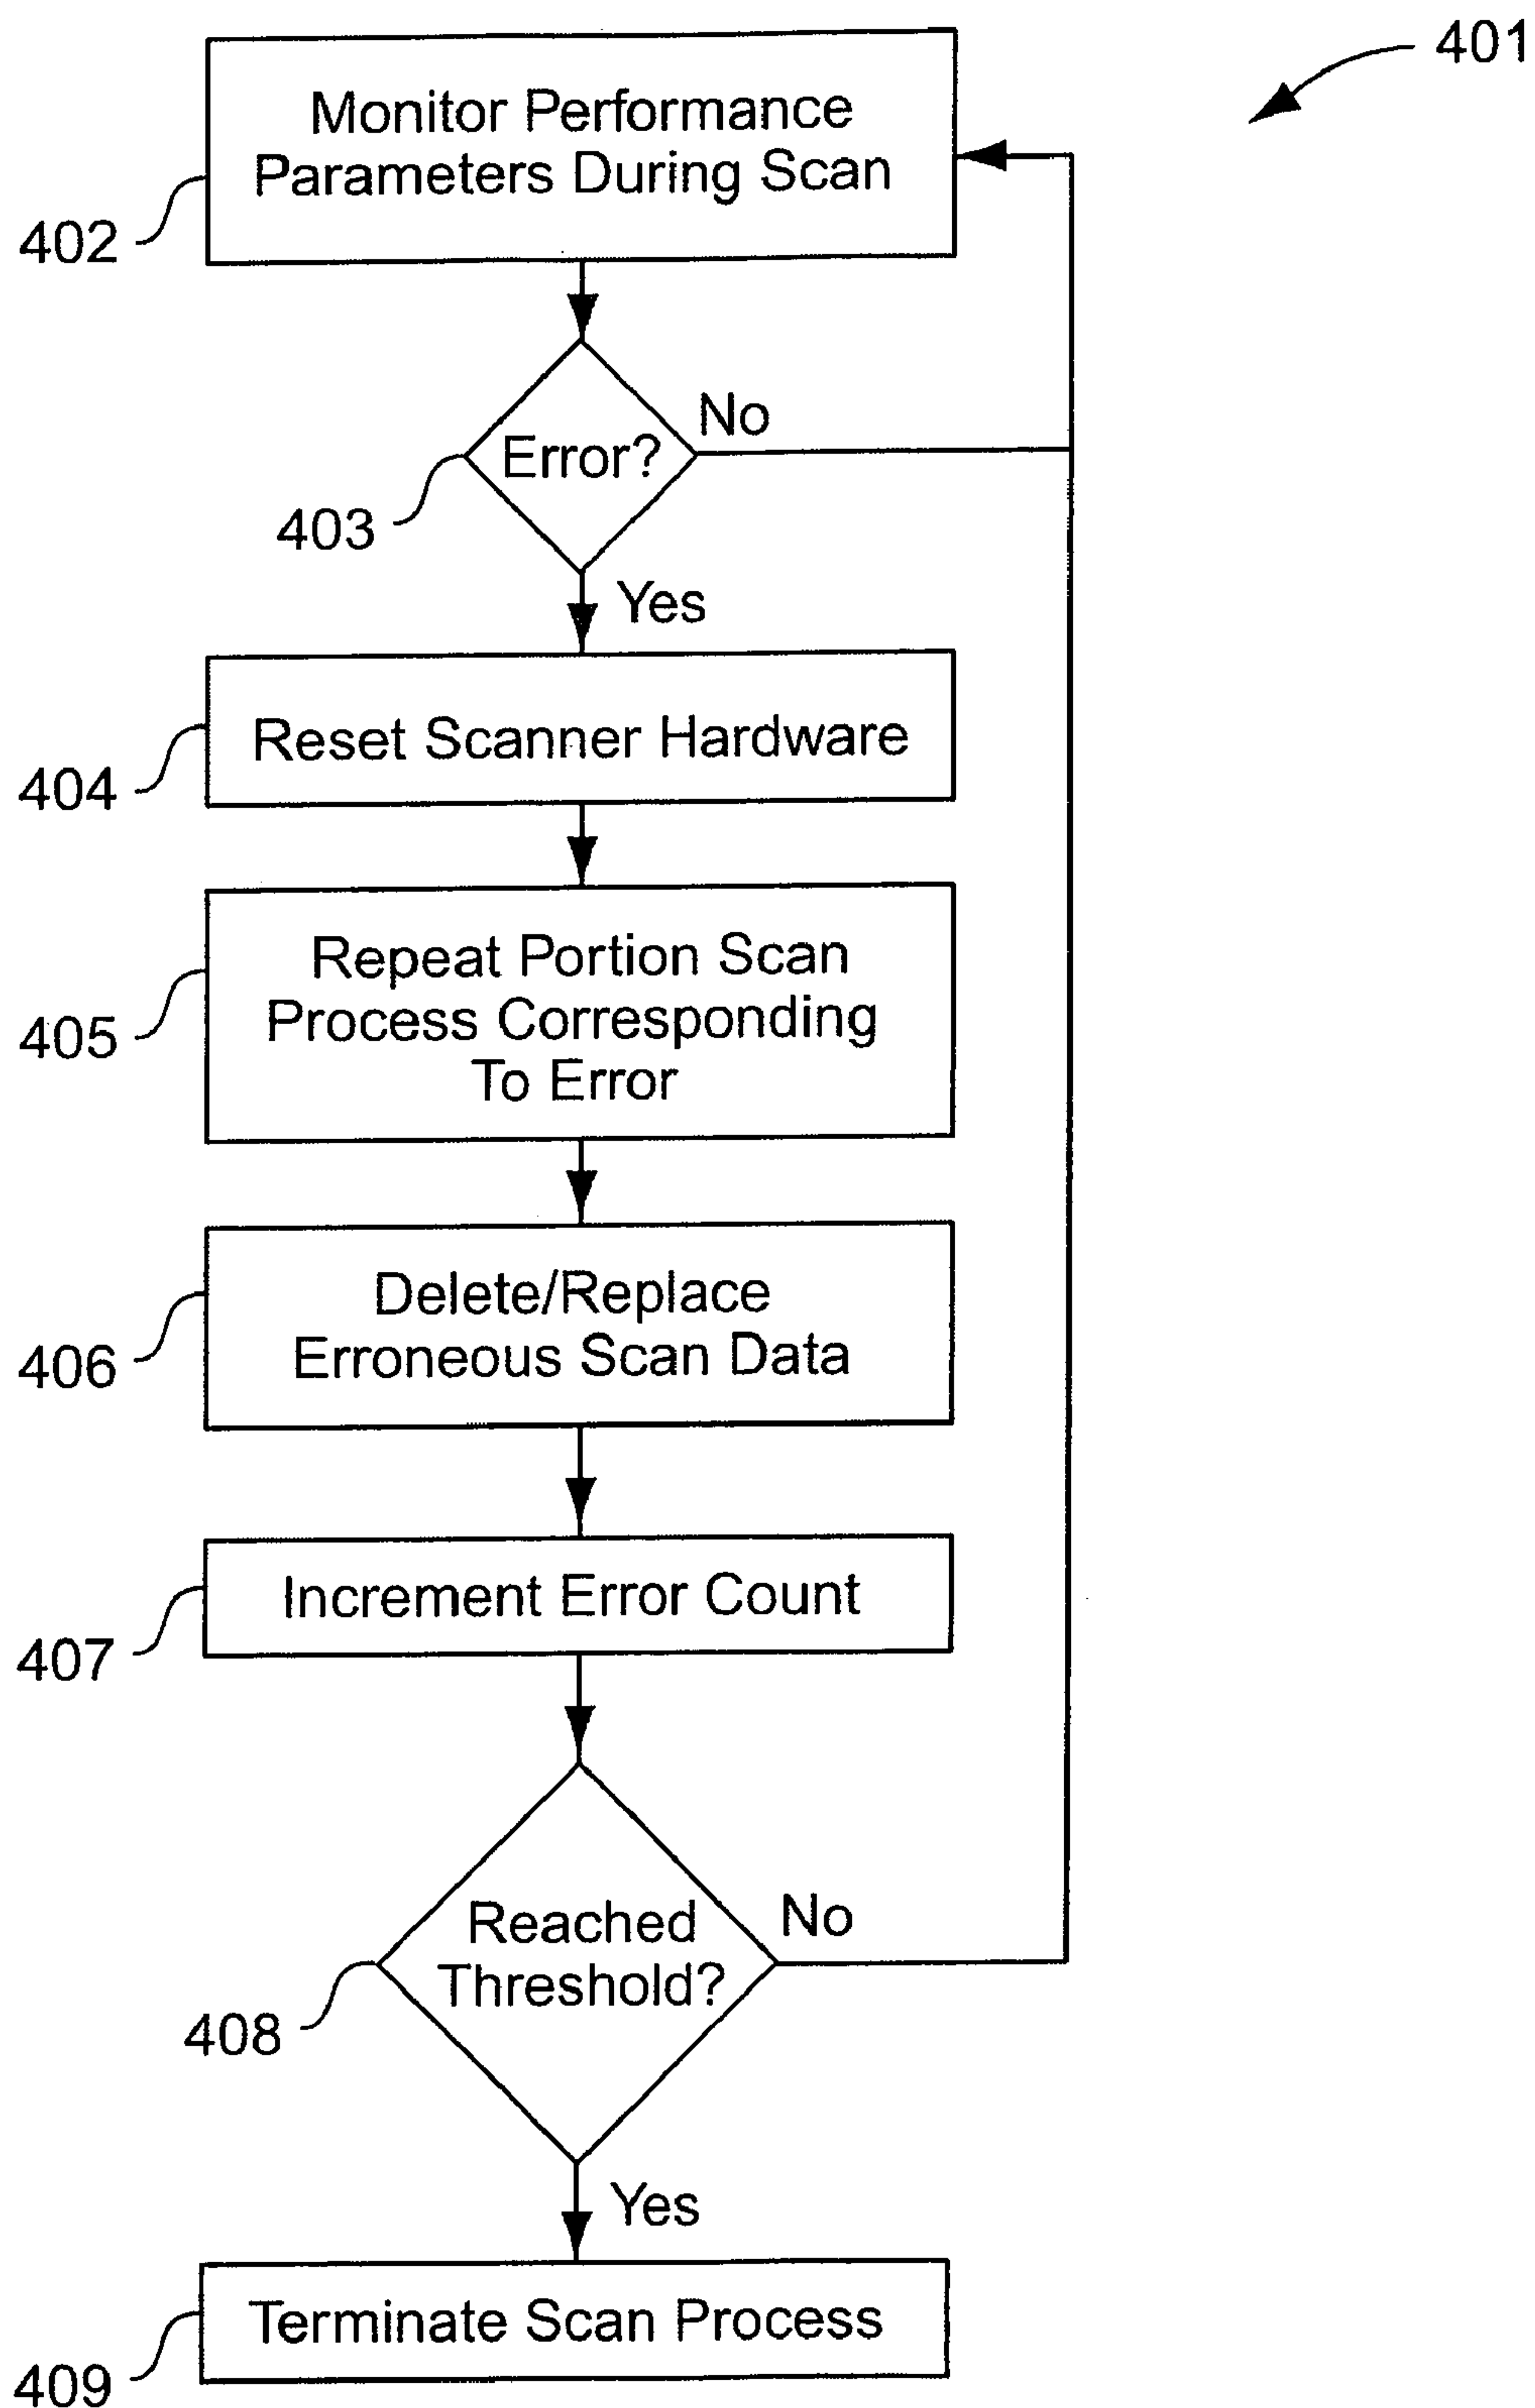 401
Monitor Performance
Parameters During Scan
402
Error?
No
403
Yes
Reset Scanner Hardware
404
Repeat Portion Scan
Process Corresponding
To Error
405
Delete/Replace
Erroneous Scan Data
406
Increment Error Count
407
Reached
Threshold?
No
408
Yes
Terminate Scan Process
409